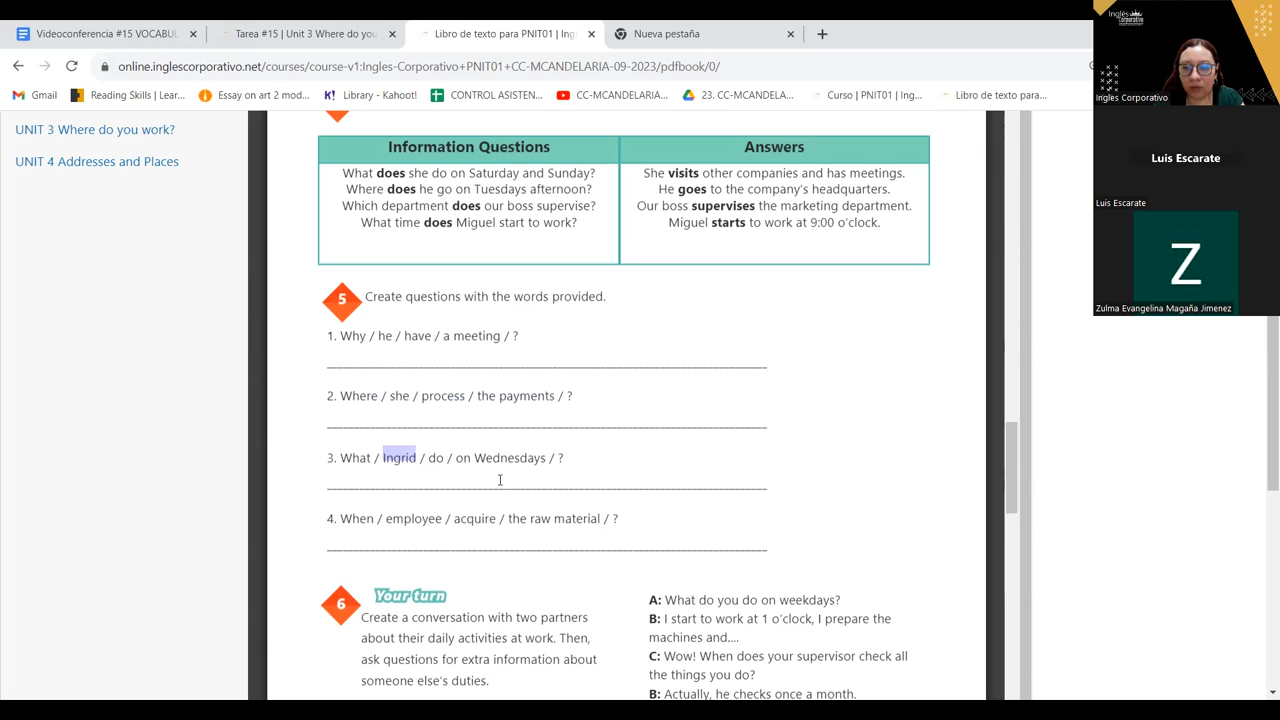 Videoconferencia #15 VOCABUL
Tarea #15 | Unit 3 Where do you
Libro de texto para PNIT01 | Ing
Nueva pestaña
online.inglescorporativo.net/courses/course-v1:Ingles-Corporativo+PNIT01+CC-MCANDELARIA-09-2023/pdfbook/0/
Gmail
Reading Skills | Lear...
Essay on art 2 mod...
Library - Kah
CONTROL ASISTEN...
CC-MCANDELARIA
23. CC-MCANDELA...
Curso | PNIT01 | Ing...
Libro de texto para...
UNIT 3 Where do you work?
UNIT 4 Addresses and Places
Information Questions
What does she do on Saturday and Sunday?
Where does he go on Tuesdays afternoon?
Which department does our boss supervise?
What time does Miguel start to work?
Answers
She visits other companies and has meetings.
He goes to the company's headquarters.
Our boss supervises the marketing department.
Miguel starts to work at 9:00 o'clock.
5 Create questions with the words provided.
1. Why / he / have / a meeting / ?
2. Where / she / process / the payments / ?
3. What / Ingrid / do / on Wednesdays / ?
4. When / employee / acquire / the raw material / ?
6 Your turn
Create a conversation with two partners
about their daily activities at work. Then,
ask questions for extra information about
someone else's duties.
A: What do you do on weekdays?
B: I start to work at 1 o'clock, I prepare the
machines and....
C: Wow! When does your supervisor check all
the things you do?
B: Actually, he checks once a month.
Inglés
Corporativo
Ingles Corporativo
Luis Escarate
Luis Escarate
Z
Zulma Evangelina Magaña Jimenez